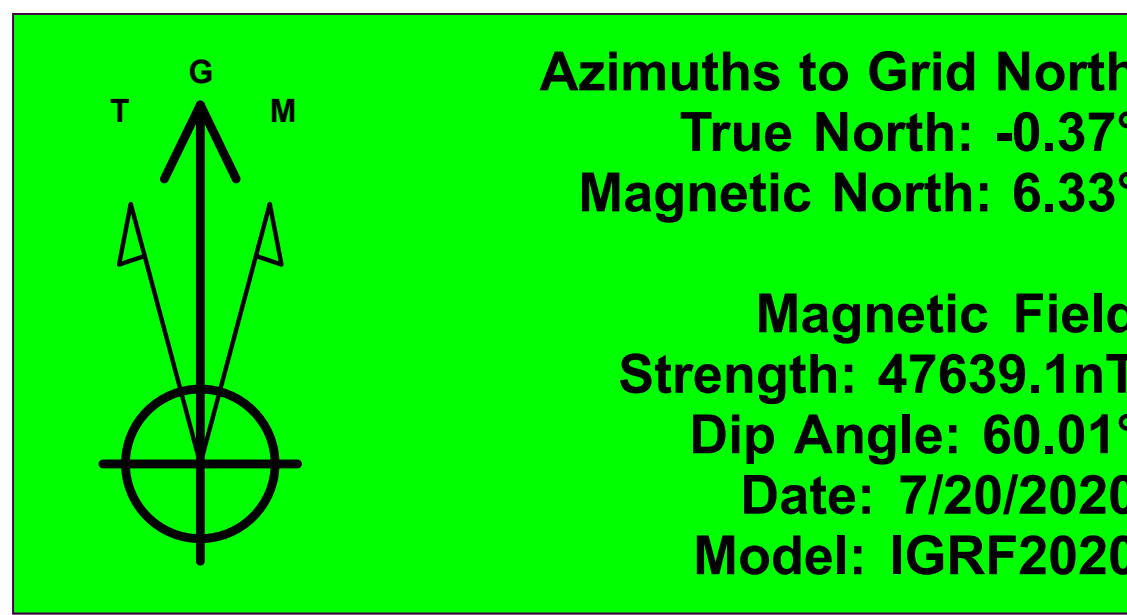 G
T
M
Azimuths to Grid North
True North: -0.37°
Magnetic North: 6.33°
Magnetic Field
Strength: 47639.1nT
Dip Angle: 60.01°
Date: 7/20/2020
Model: IGRF2020